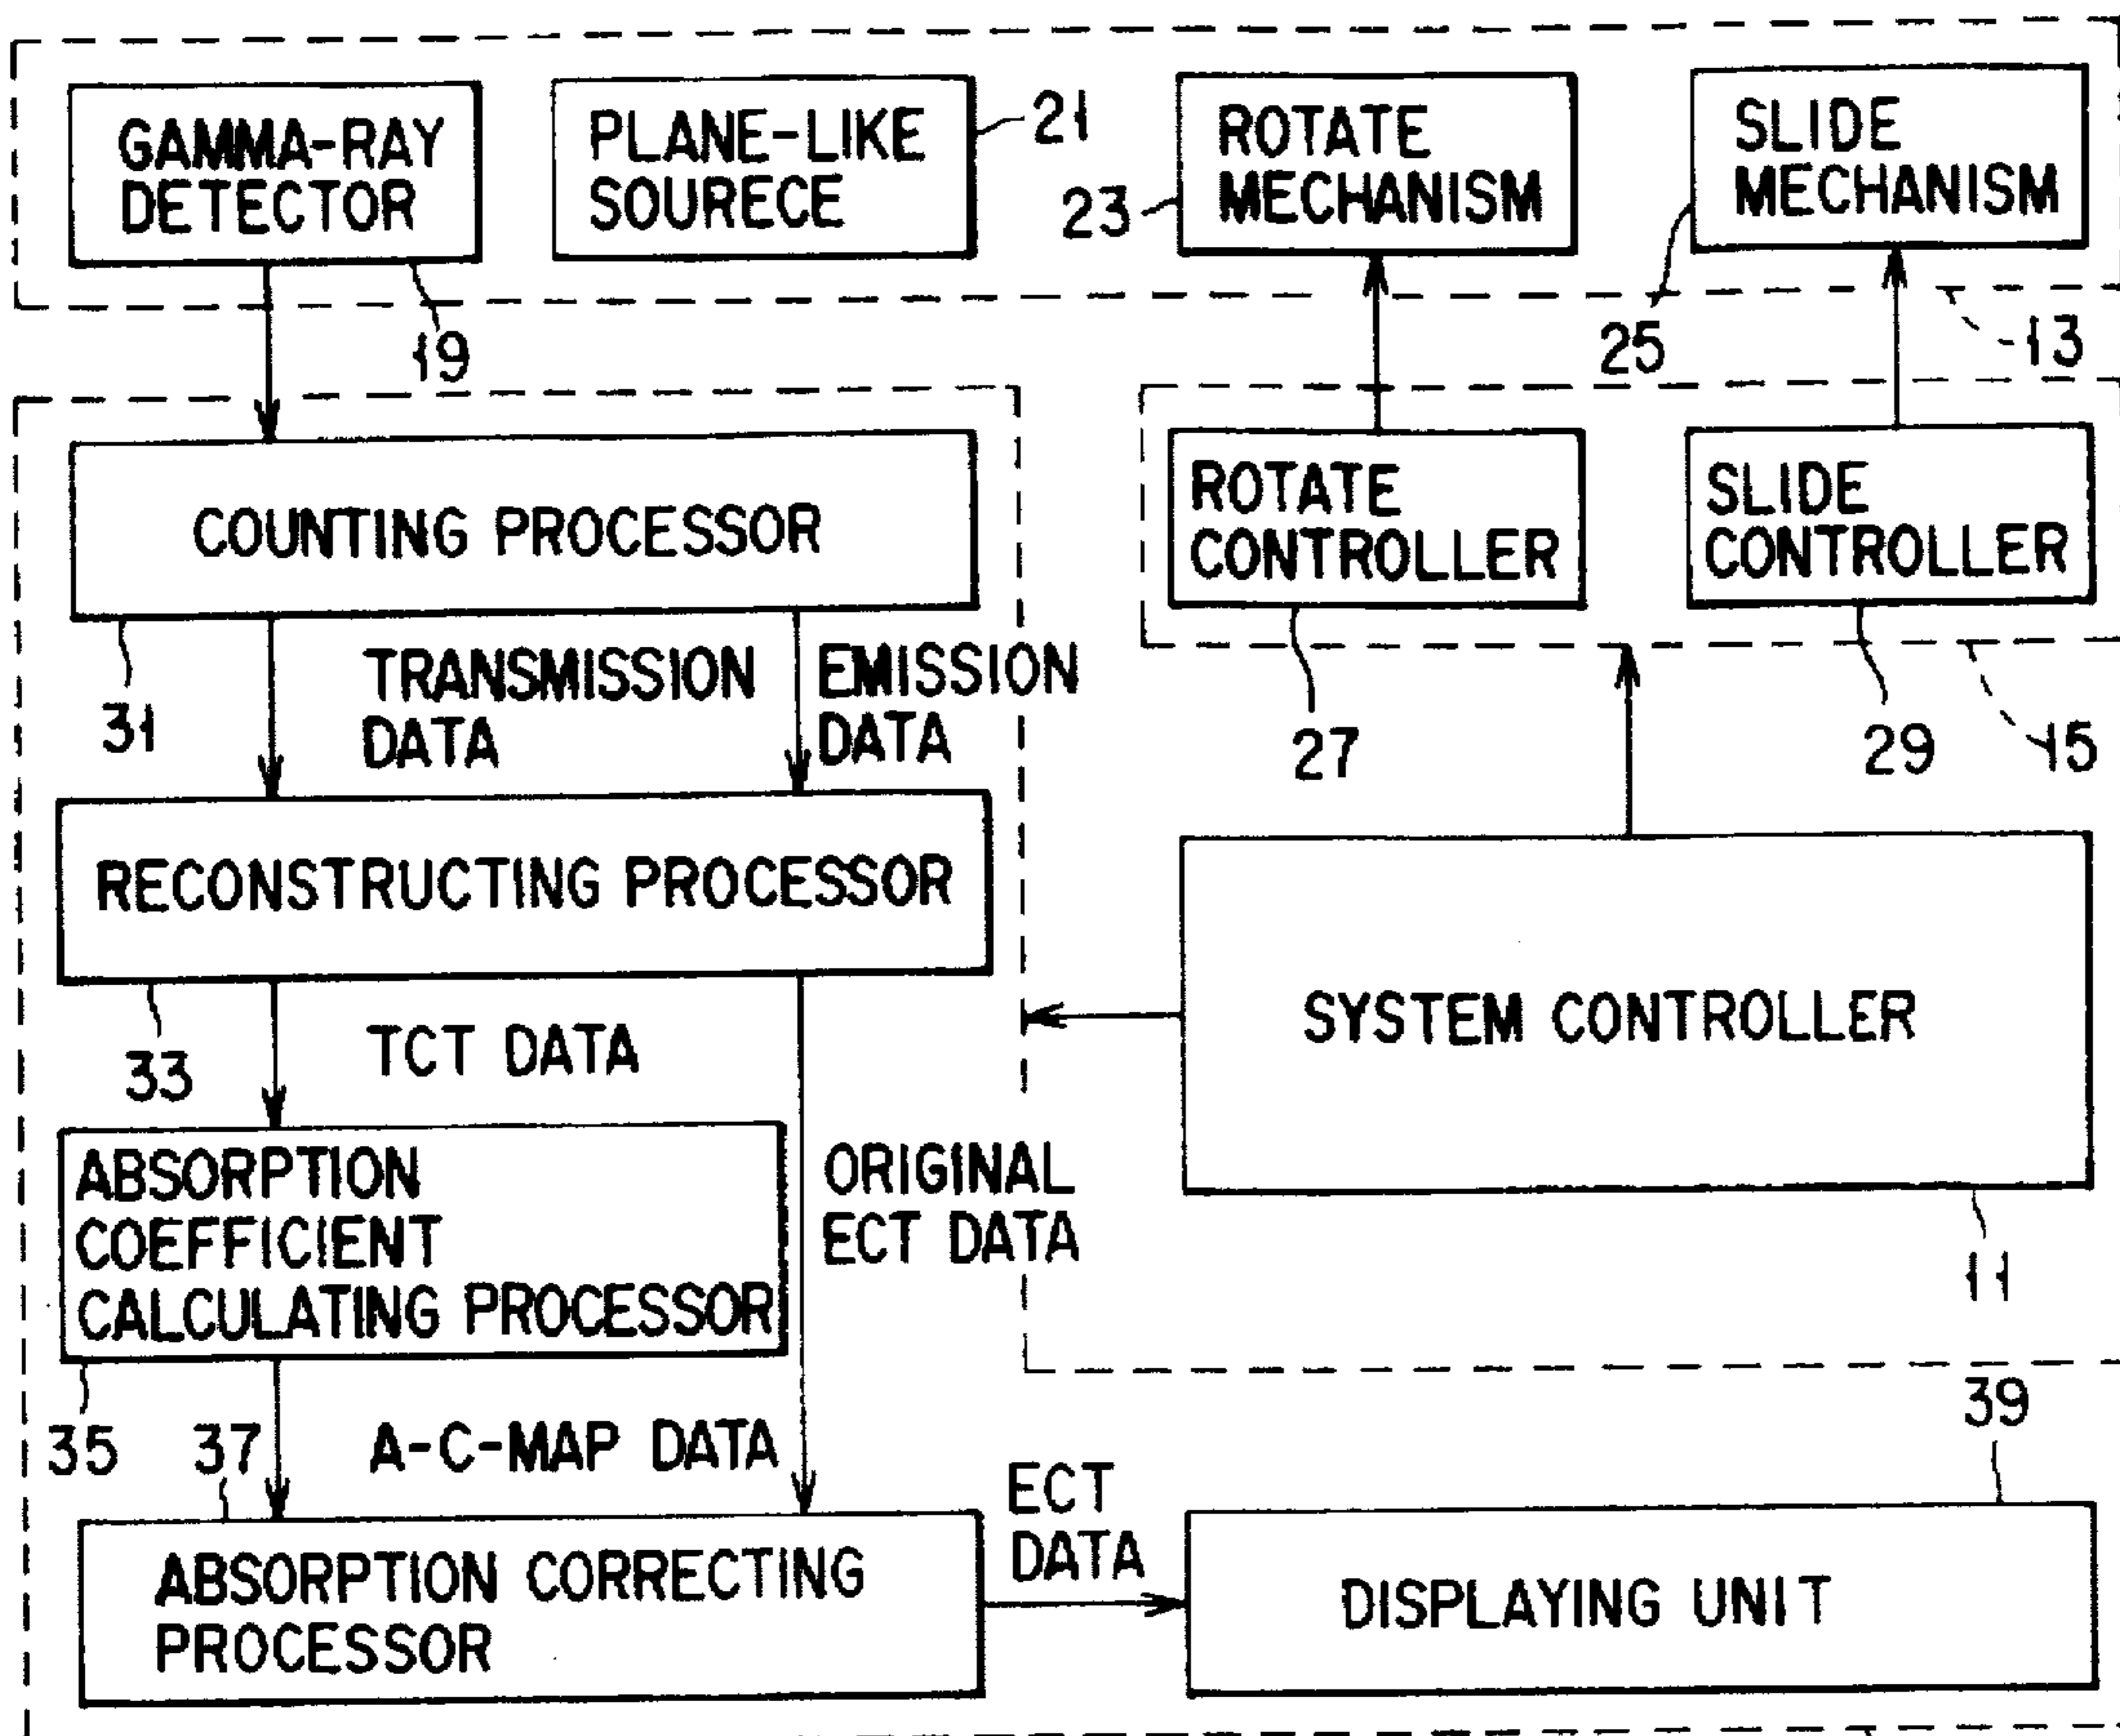 GAMMA-RAY
DETECTOR
PLANE-LIKE
SOURECE
21
23
ROTATE
MECHANISM
SLIDE
MECHANISM
25
19
13
COUNTING PROCESSOR
ROTATE
CONTROLLER
SLIDE
CONTROLLER
31
TRANSMISSION
DATA
EMISSION
DATA
27
29
15
RECONSTRUCTING PROCESSOR
33
TCT DATA
SYSTEM CONTROLLER
ABSORPTION
COEFFICIENT
CALCULATING PROCESSOR
ORIGINAL
ECT DATA
11
35
37
A-C-MAP DATA
39
ECT
DATA
ABSORPTION CORRECTING
PROCESSOR
DISPLAYING UNIT